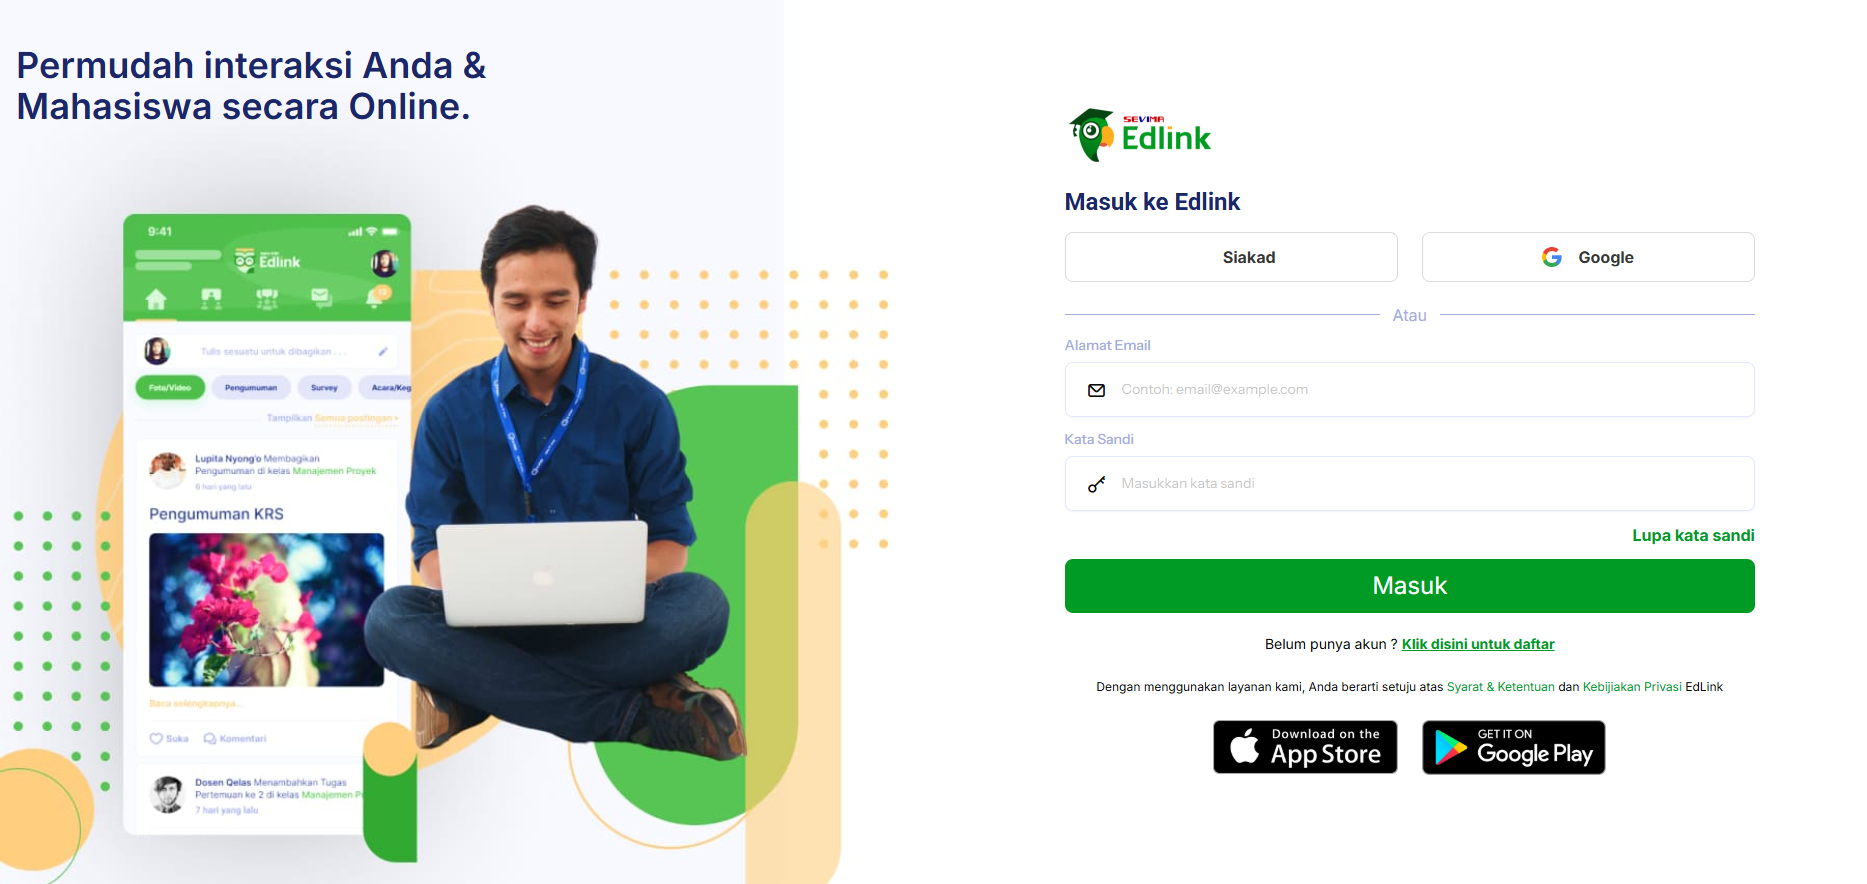 Permudah interaksi Anda &
Mahasiswa secara Online.
9:41
Edlink
12
Tulis sesuatu untuk dibagikan . . .
Foto/Video
Pengumuman
Survey
Acara/Keg
Tampilkan Semua postingan
Lupita Nyong'o Membagikan
Pengumuman di kelas Manajemen Proyek
6 hari yang lalu
Pengumuman KRS
Baca selengkapnya...
Suka
Komentari
Dosen Qelas Menambahkan Tugas
Pertemuan ke 2 di kelas Manajemen P
7 hari yang lalu
SEVIMA
Edlink
Masuk ke Edlink
Siakad
Google
Atau
Alamat Email
Contoh: email@example.com
Kata Sandi
Masukkan kata sandi
Lupa kata sandi
Masuk
Belum punya akun ? Klik disini untuk daftar
Dengan menggunakan layanan kami, Anda berarti setuju atas Syarat & Ketentuan dan Kebijiakan Privasi EdLink
Download on the
App Store
GET IT ON
Google Play